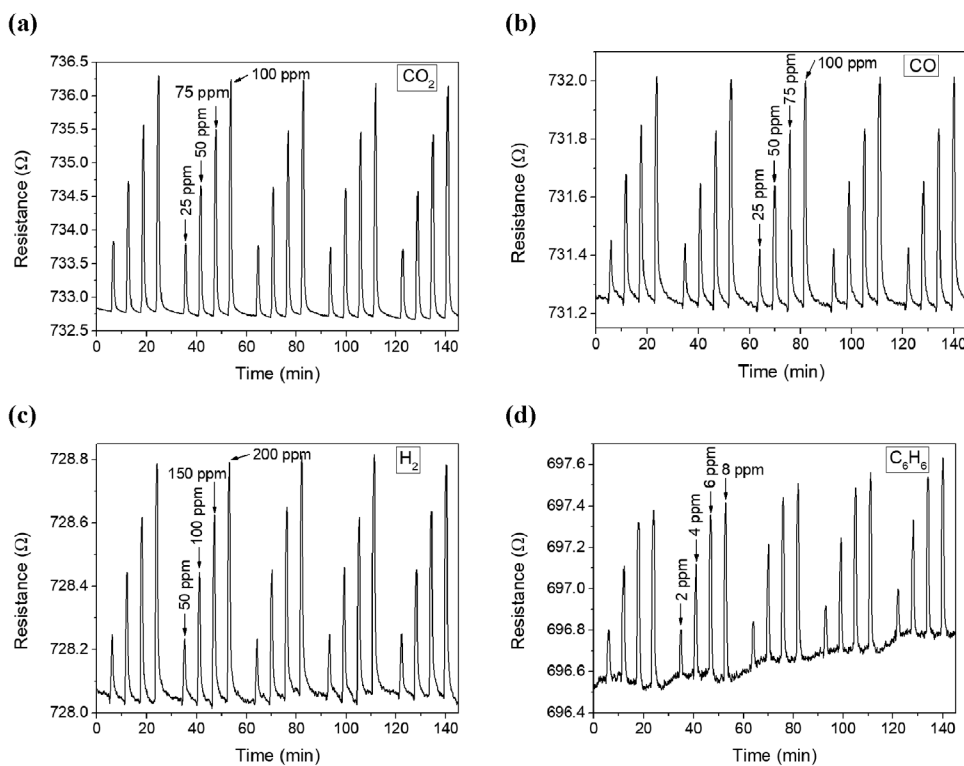 (a)
736.5
736.0
735.5
735.0
734.5
734.0
733.5
733.0
732.5
Resistance (Ω)
0 20 40 60 80 100 120 140
Time (min)
CO₂
25 ppm
50 ppm
75 ppm
100 ppm
(b)
732.0
731.8
731.6
731.4
731.2
Resistance (Ω)
0 20 40 60 80 100 120 140
Time (min)
CO
25 ppm
50 ppm
75 ppm
100 ppm
(c)
728.8
728.6
728.4
728.2
728.0
Resistance (Ω)
0 20 40 60 80 100 120 140
Time (min)
H₂
50 ppm
100 ppm
150 ppm
200 ppm
(d)
697.6
697.4
697.2
697.0
696.8
696.6
696.4
Resistance (Ω)
0 20 40 60 80 100 120 140
Time (min)
C₆H₆
2 ppm
4 ppm
6 ppm
8 ppm